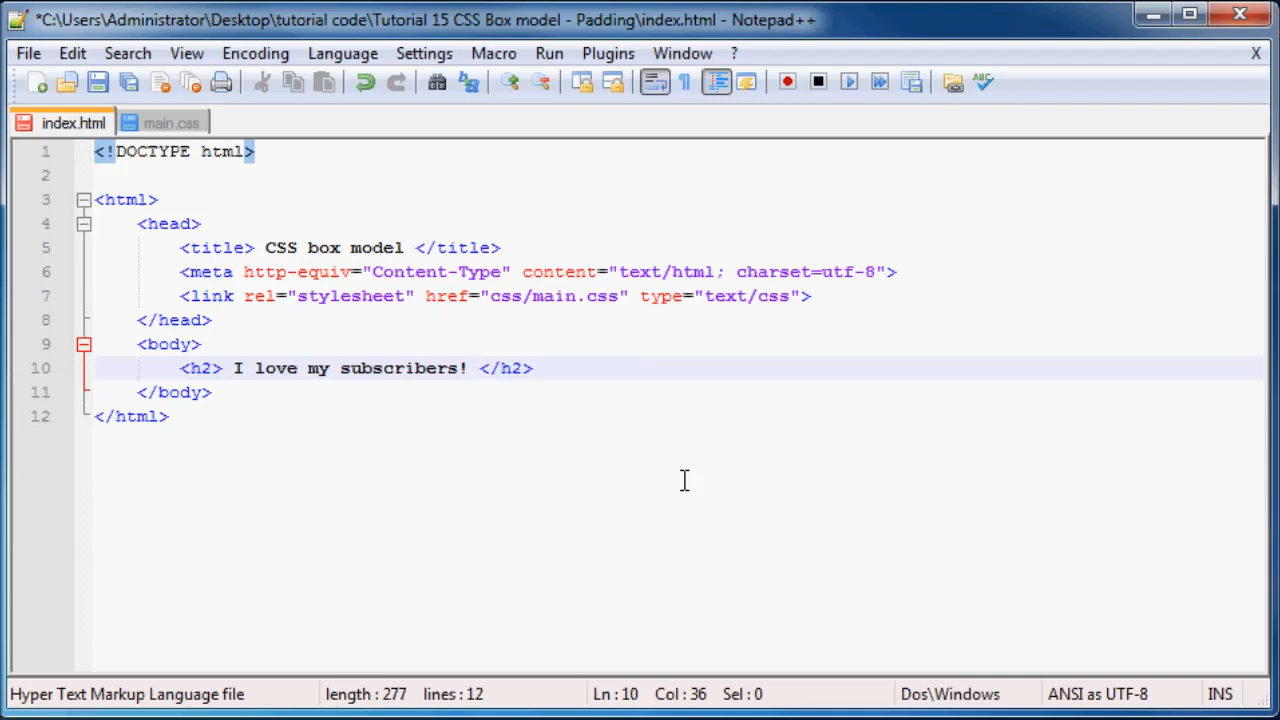 *C:\Users\Administrator\Desktop\tutorial code\Tutorial 15 CSS Box model - Padding\index.html - Notepad++
File Edit Search View Encoding Language Settings Macro Run Plugins Window ? X
index.html main.css
1 <!DOCTYPE html>
2
3 <html>
4 <head>
5 <title> CSS box model </title>
6 <meta http-equiv="Content-Type" content="text/html; charset=utf-8">
7 <link rel="stylesheet" href="css/main.css" type="text/css">
8 </head>
9 <body>
10 <h2> I love my subscribers! </h2>
11 </body>
12 </html>
Hyper Text Markup Language file length : 277 lines : 12 Ln : 10 Col : 36 Sel : 0 Dos\Windows ANSI as UTF-8 INS